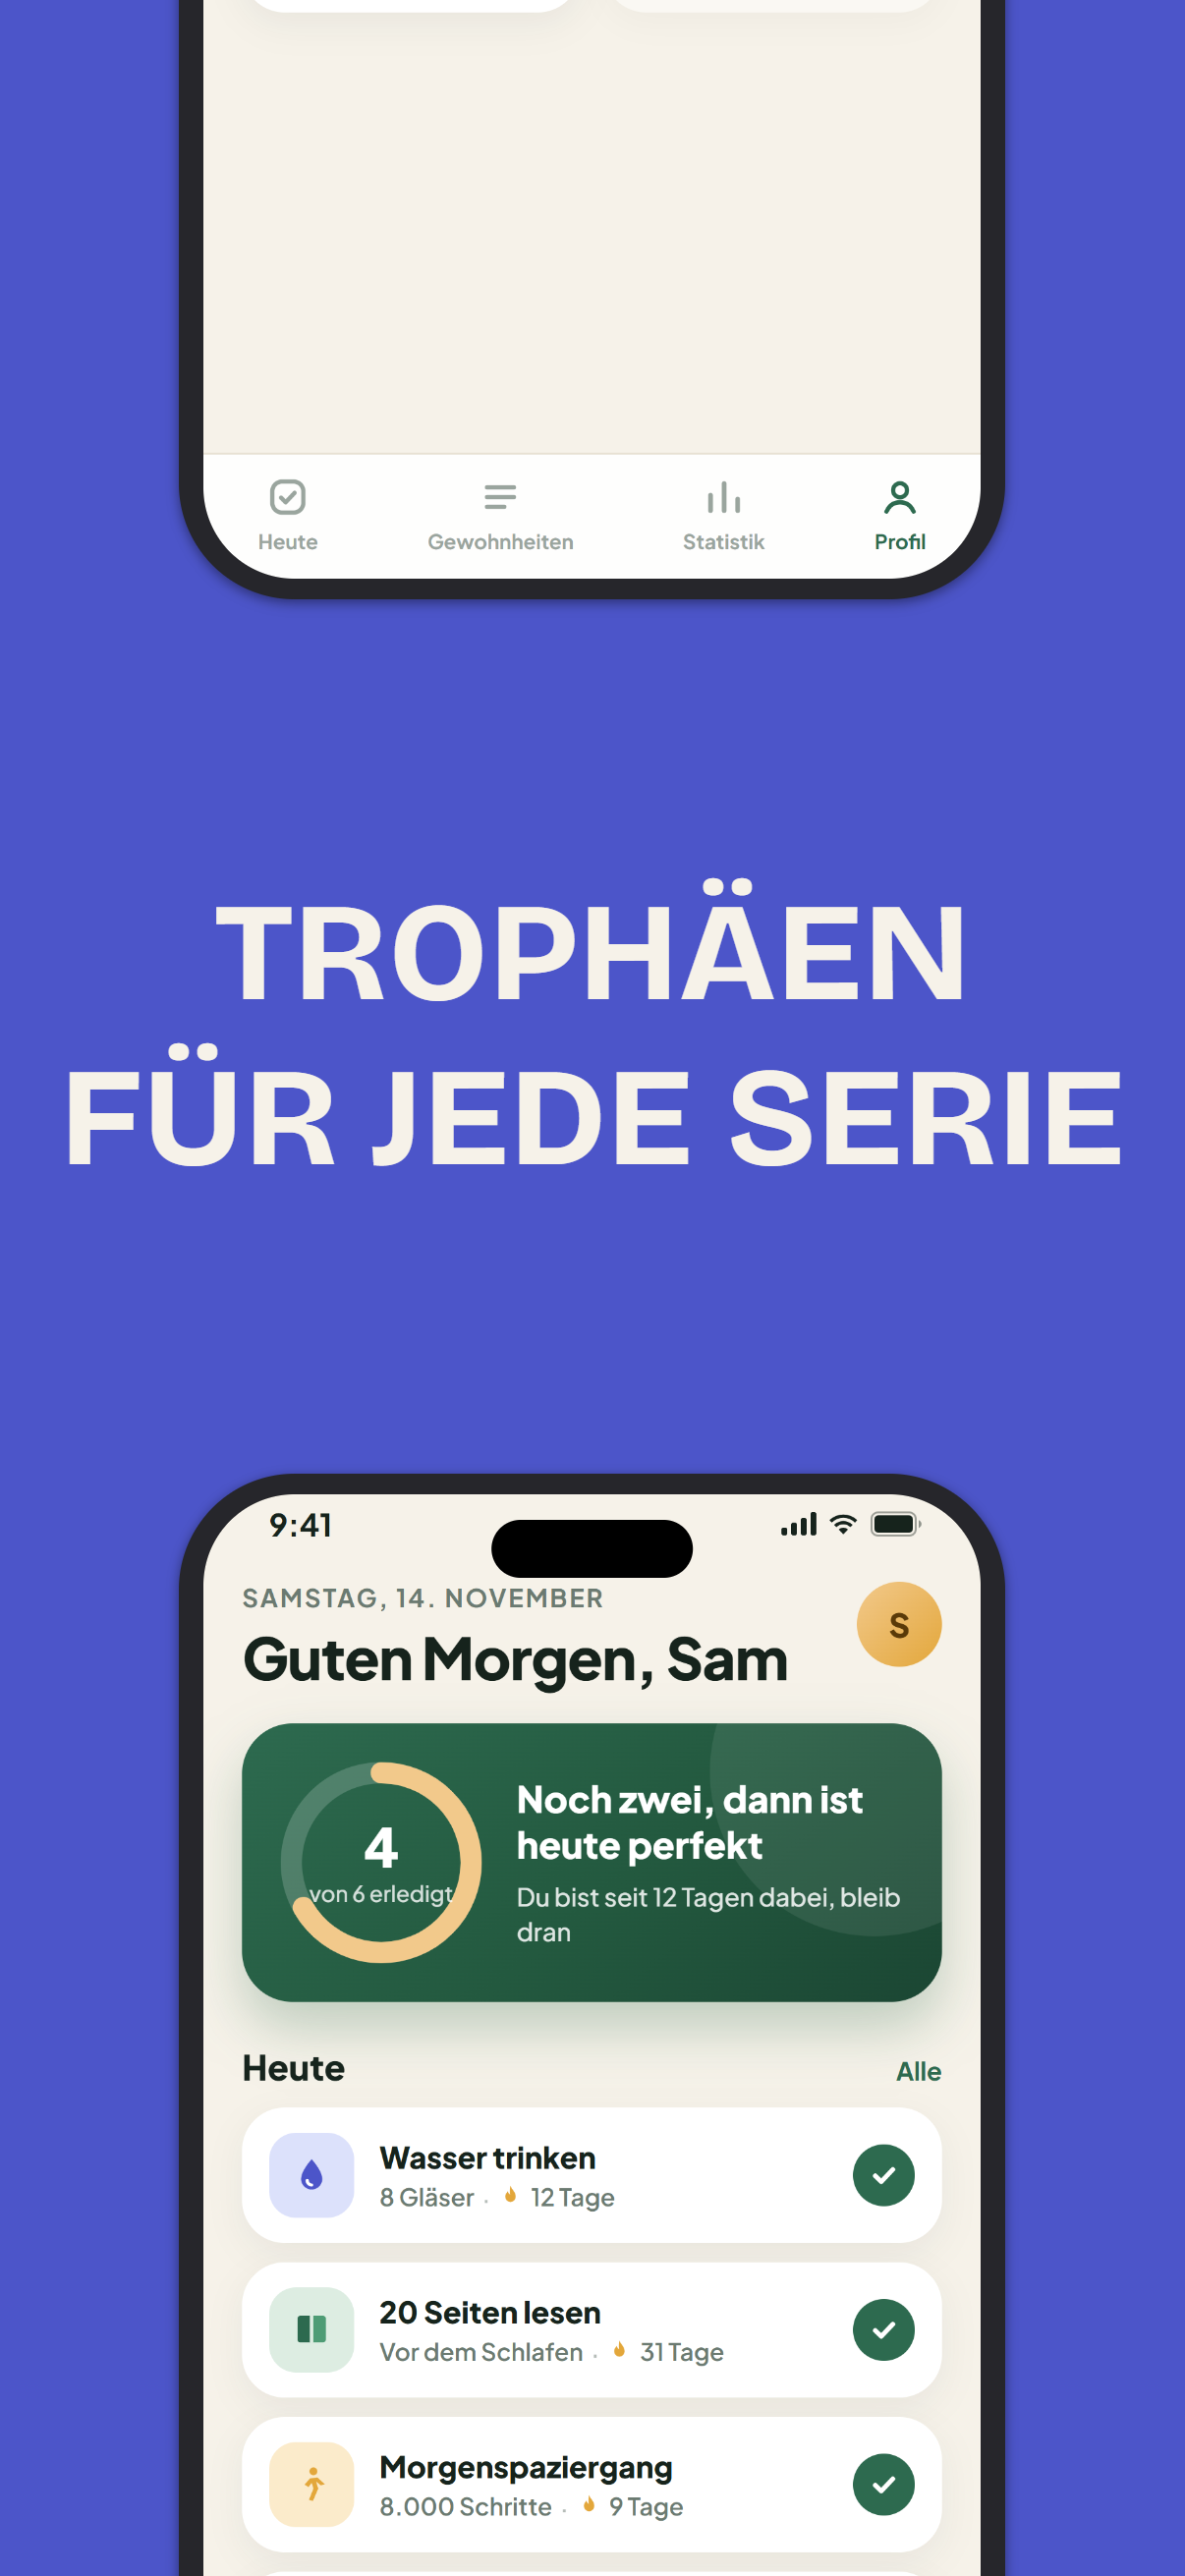 Heute
Gewohnheiten
Statistik
Profil
TROPHÄEN
FÜR JEDE SERIE
9:41
SAMSTAG, 14. NOVEMBER
Guten Morgen, Sam
S
4
von 6 erledigt
Noch zwei, dann ist
heute perfekt
Du bist seit 12 Tagen dabei, bleib
dran
Heute
Alle
Wasser trinken
8 Gläser · 12 Tage
20 Seiten lesen
Vor dem Schlafen · 31 Tage
Morgenspaziergang
8.000 Schritte · 9 Tage